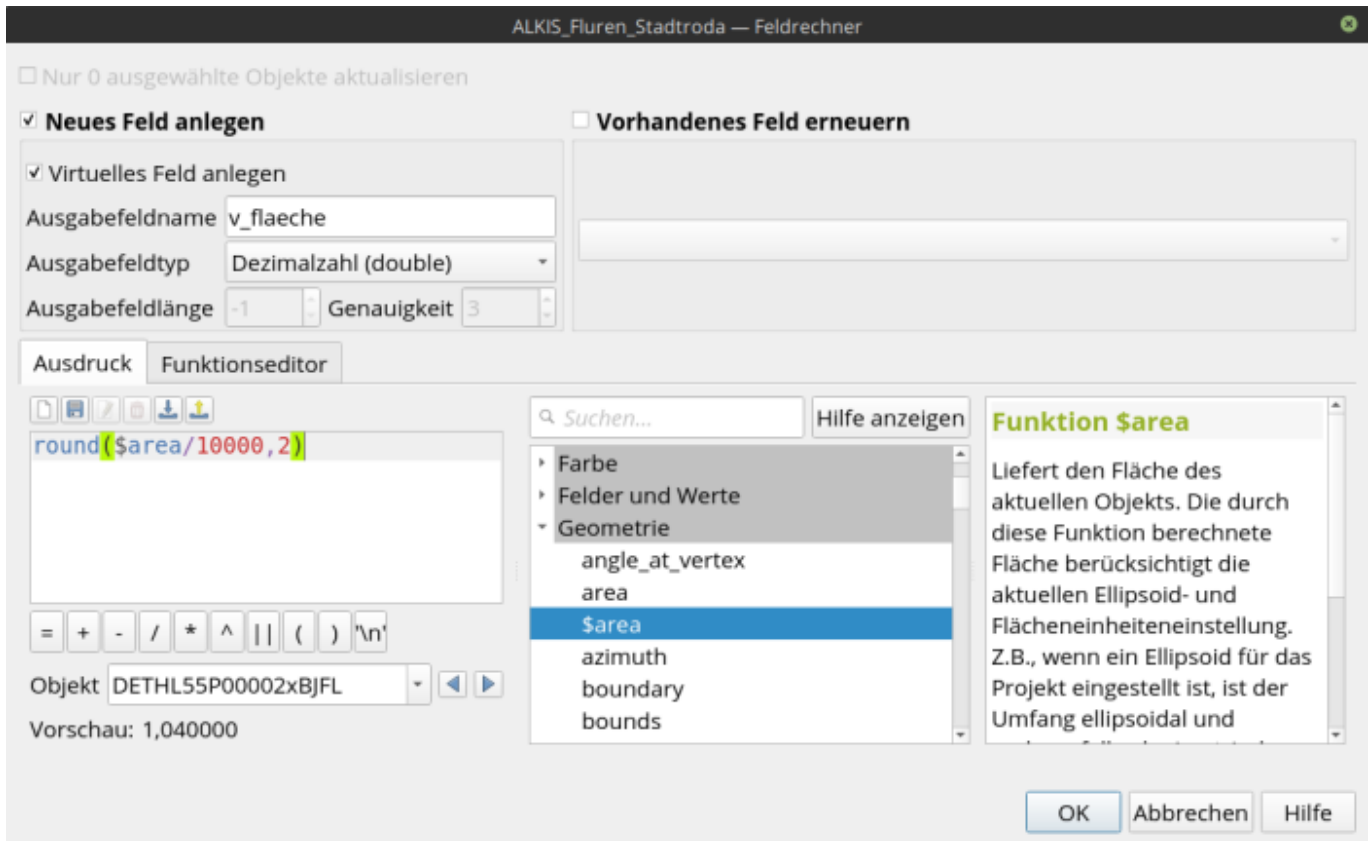 ALKIS_Fluren_Stadtroda — Feldrechner
Nur 0 ausgewählte Objekte aktualisieren
Neues Feld anlegen
Vorhandenes Feld erneuern
Virtuelles Feld anlegen
Ausgabefeldname v_flaeche
Ausgabefeldtyp Dezimalzahl (double)
Ausgabefeldlänge -1 Genauigkeit 3
Ausdruck Funktionseditor
round($area/10000,2)
= + - / * ^ || ( ) '\n'
Objekt DETHL55P00002xBJFL
Vorschau: 1,040000
Suchen... Hilfe anzeigen
Farbe
Felder und Werte
Geometrie
angle_at_vertex
area
$area
azimuth
boundary
bounds
Funktion $area
Liefert den Fläche des
aktuellen Objekts. Die durch
diese Funktion berechnete
Fläche berücksichtigt die
aktuellen Ellipsoid- und
Flächeneinheiteneinstellung.
Z.B., wenn ein Ellipsoid für das
Projekt eingestellt ist, ist der
Umfang ellipsoidal und
OK Abbrechen Hilfe